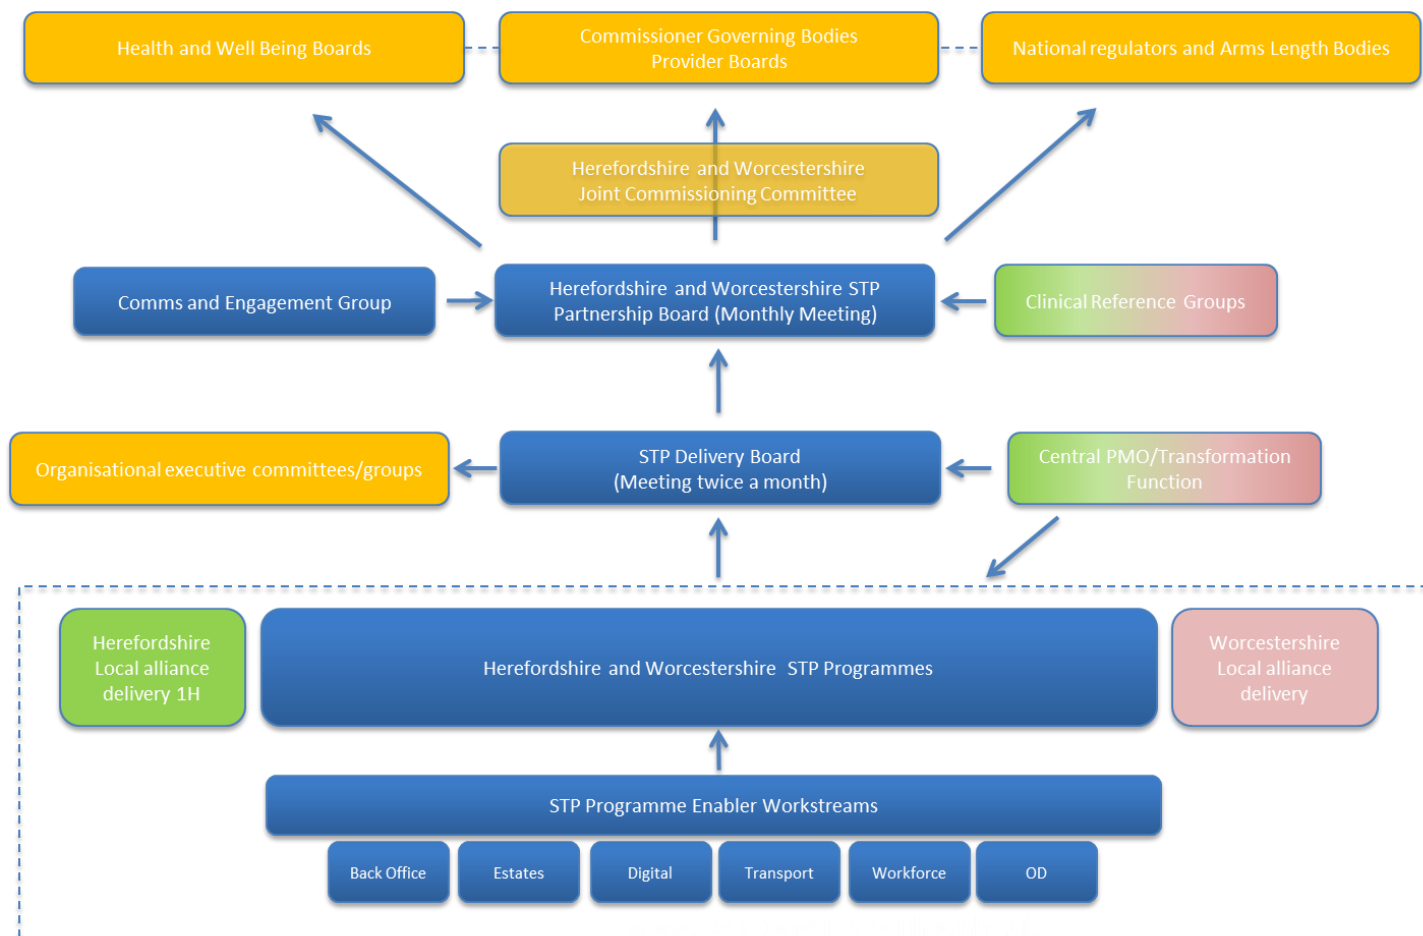 Health and Well Being Boards
Commissioner Governing Bodies
Provider Boards
National regulators and Arms Length Bodies
Herefordshire and Worcestershire
Joint Commissioning Committee
Comms and Engagement Group
Herefordshire and Worcestershire STP
Partnership Board (Monthly Meeting)
Clinical Reference Groups
Organisational executive committees/groups
STP Delivery Board
(Meeting twice a month)
Central PMO/Transformation
Function
Herefordshire
Local alliance
delivery 1H
Herefordshire and Worcestershire STP Programmes
Worcestershire
Local alliance
delivery
STP Programme Enabler Workstreams
Back Office
Estates
Digital
Transport
Workforce
OD